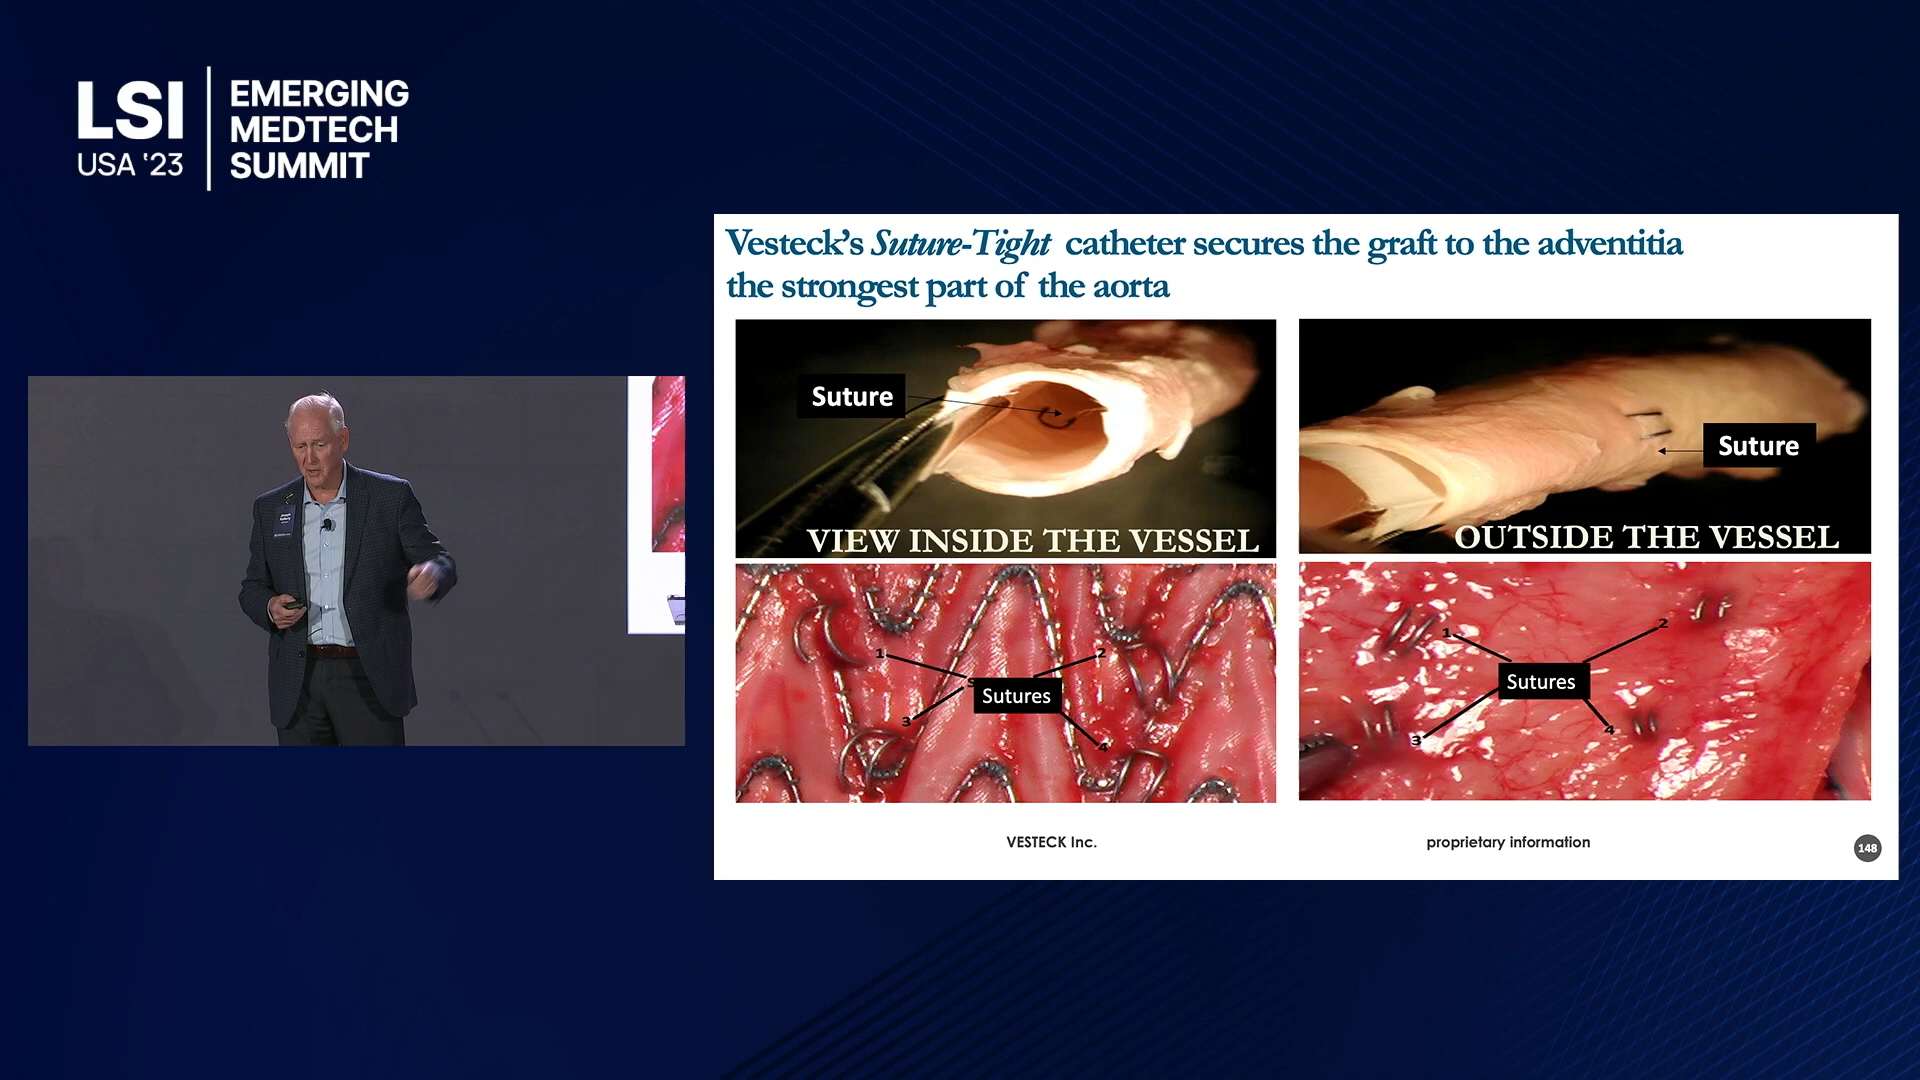 LSI
USA '23
EMERGING
MEDTECH
SUMMIT
Vesteck's Suture-Tight catheter secures the graft to the adventitia
the strongest part of the aorta
Suture
VIEW INSIDE THE VESSEL
Suture
OUTSIDE THE VESSEL
1
2
Sutures
3
4
1
2
Sutures
3
4
VESTECK Inc.
proprietary information
148